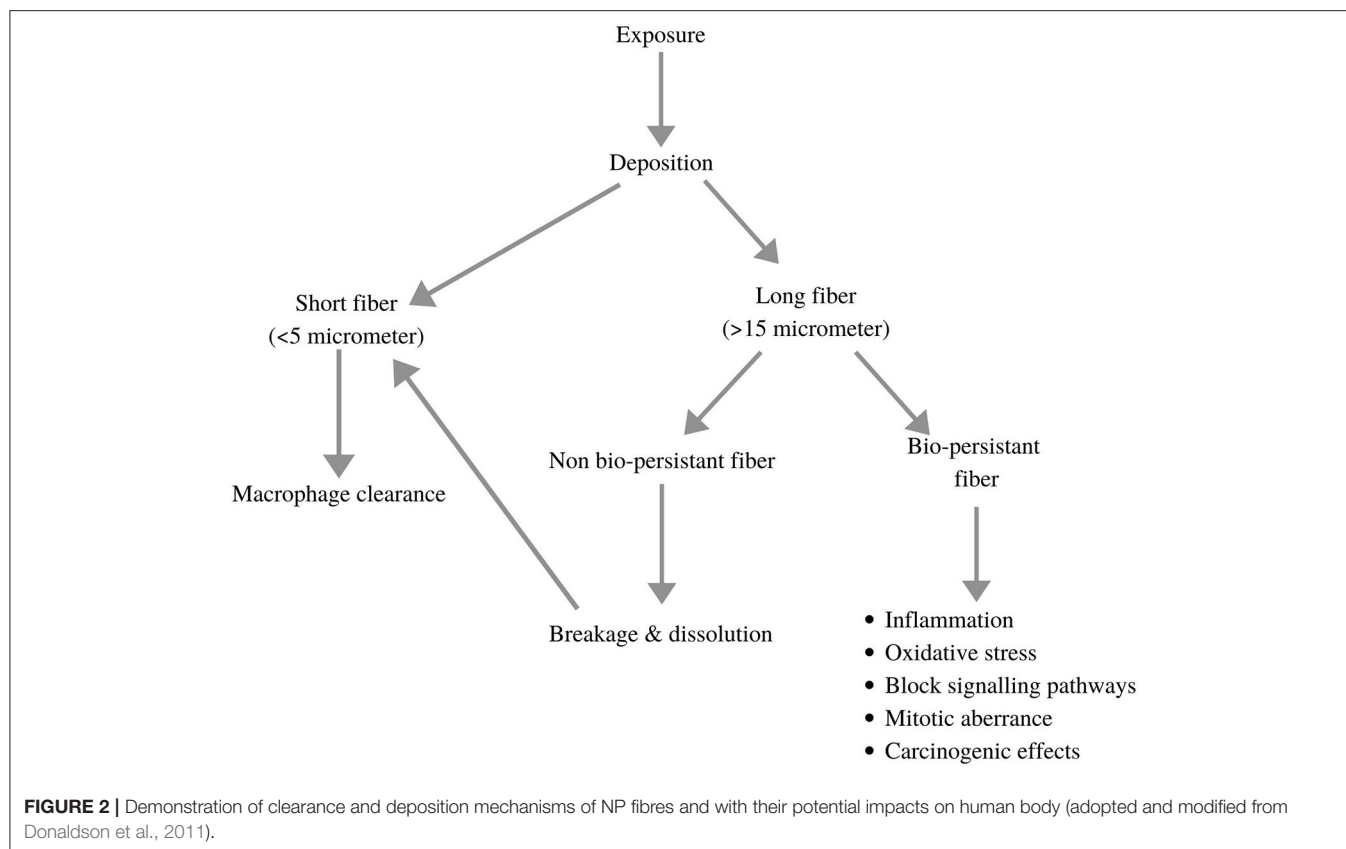 Exposure
Deposition
Short fiber
(<5 micrometer)
Long fiber
(>15 micrometer)
Macrophage clearance
Non bio-persistant fiber
Bio-persistant
fiber
Breakage & dissolution
• Inflammation
• Oxidative stress
• Block signalling pathways
• Mitotic aberrance
• Carcinogenic effects
FIGURE 2 | Demonstration of clearance and deposition mechanisms of NP fibres and with their potential impacts on human body (adopted and modified from
Donaldson et al., 2011).